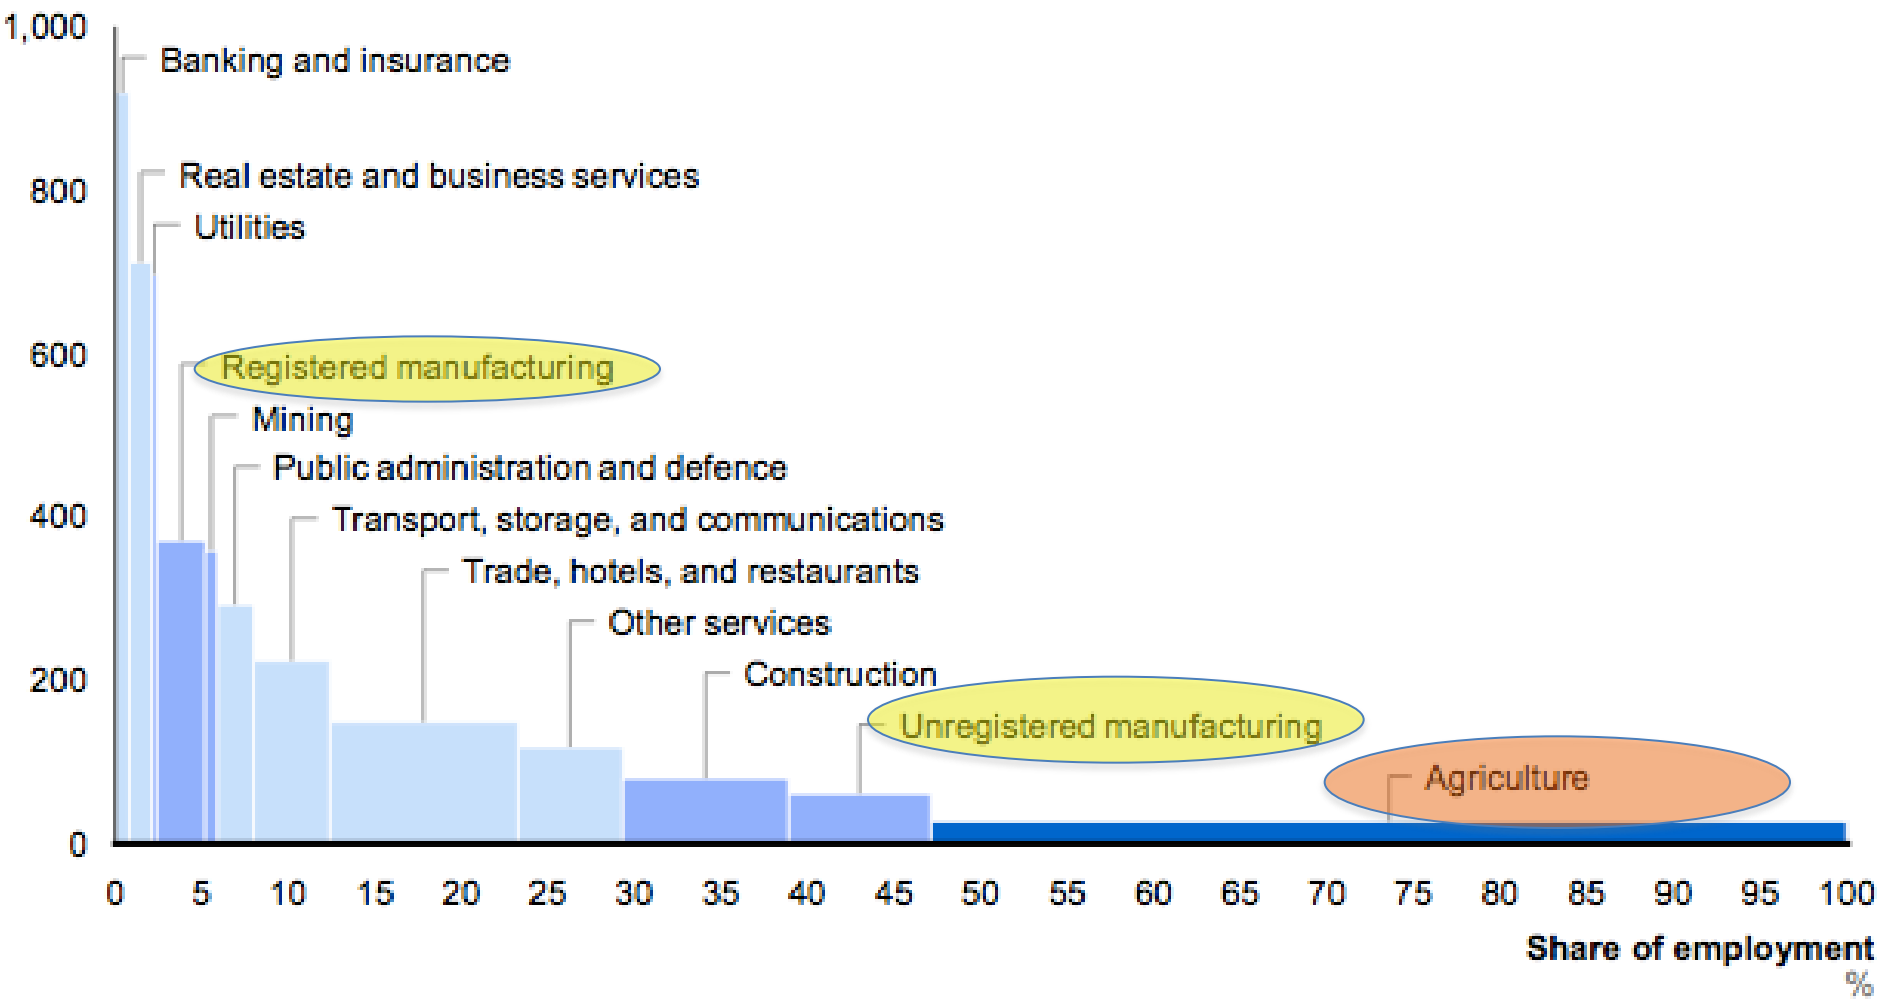 1,000
Banking and insurance
Real estate and business services
800
Utilities
600
Registered manufacturing
Mining
Public administration and defence
400
Transport, storage, and communications
Trade, hotels, and restaurants
Other services
200
Construction
Unregistered manufacturing
Agriculture
0
0 5 10 15 20 25 30 35 40 45 50 55 60 65 70 75 80 85 90 95 100
Share of employment
%